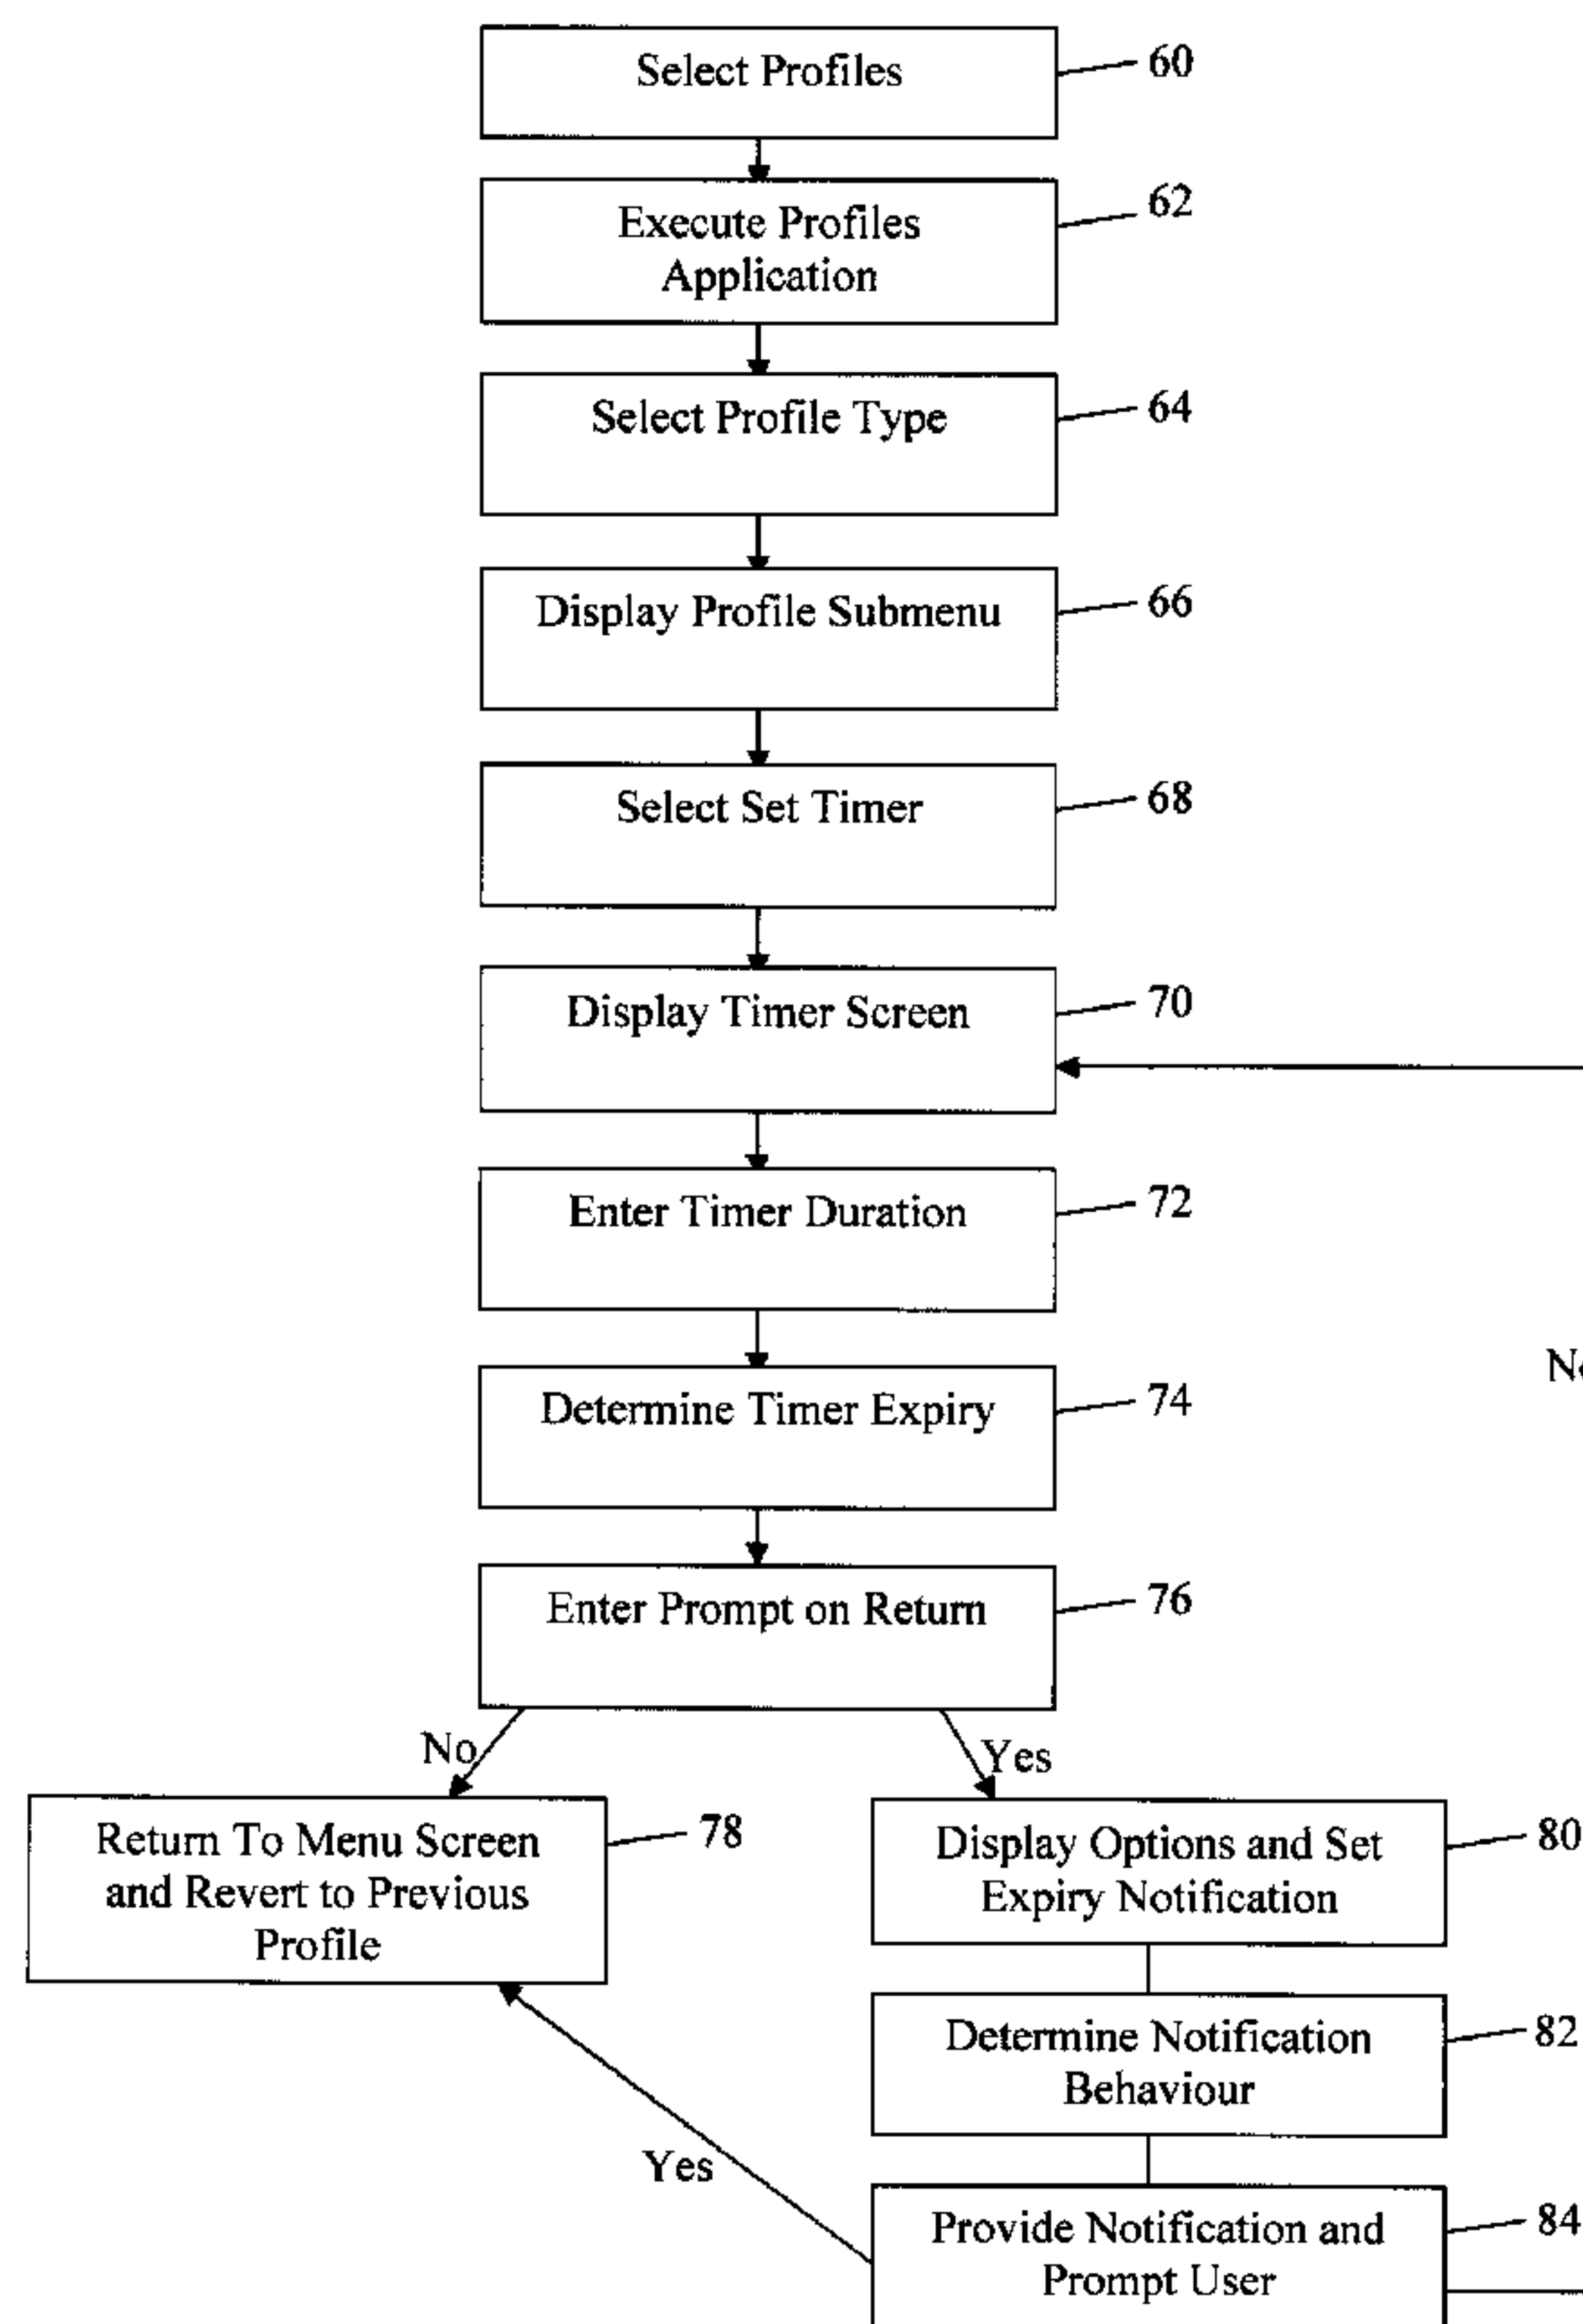 Select Profiles
60
Execute Profiles
Application
62
Select Profile Type
64
Display Profile Submenu
66
Select Set Timer
68
Display Timer Screen
70
Enter Timer Duration
72
Determine Timer Expiry
74
Enter Prompt on Return
76
No
Yes
Return To Menu Screen
and Revert to Previous
Profile
78
Display Options and Set
Expiry Notification
80
Determine Notification
Behaviour
82
Yes
Provide Notification and
Prompt User
84